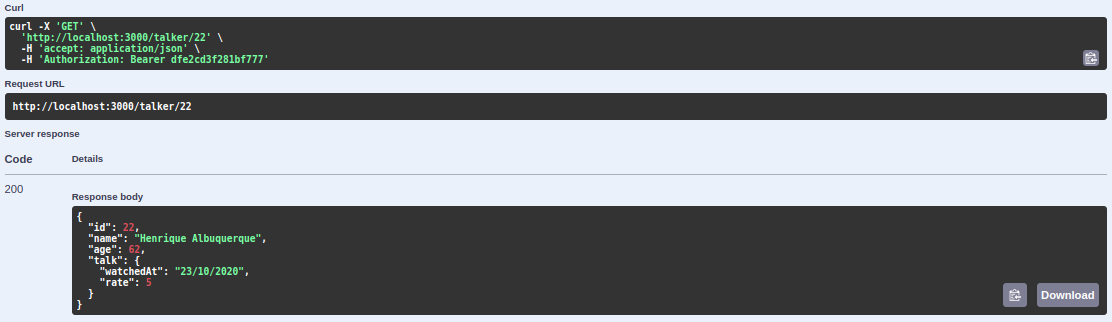 Curl
curl -X 'GET' \
  'http://localhost:3000/talker/22' \
  -H 'accept: application/json' \
  -H 'Authorization: Bearer dfe2cd3f281bf777'
Request URL
http://localhost:3000/talker/22
Server response
Code Details
200
Response body
{
  "id": 22,
  "name": "Henrique Albuquerque",
  "age": 62,
  "talk": {
    "watchedAt": "23/10/2020",
    "rate": 5
  }
}
Download